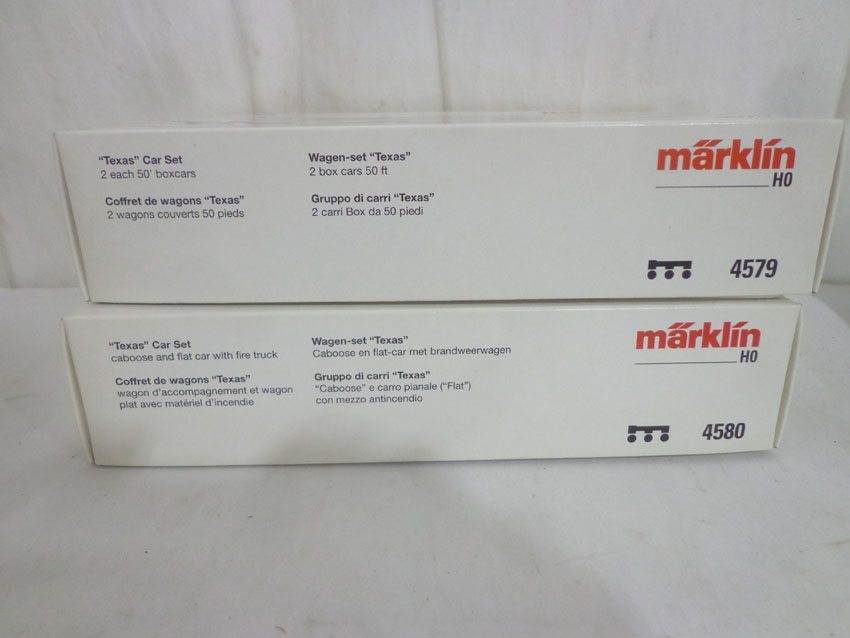 "Texas" Car Set
2 each 50' boxcars
Coffret de wagons "Texas"
2 wagons couverts 50 pieds
Wagen-set "Texas"
2 box cars 50 ft
Gruppo di carri "Texas"
2 carri Box da 50 piedi
märklin
H0
4579
"Texas" Car Set
caboose and flat car with fire truck
Coffret de wagons "Texas"
wagon d'accompagnement et wagon
plat avec matériel d'incendie
Wagen-set "Texas"
Caboose en flat-car met brandweerwagen
Gruppo di carri "Texas"
"Caboose" e carro pianale ("Flat")
con mezzo antincendio
märklin
H0
4580